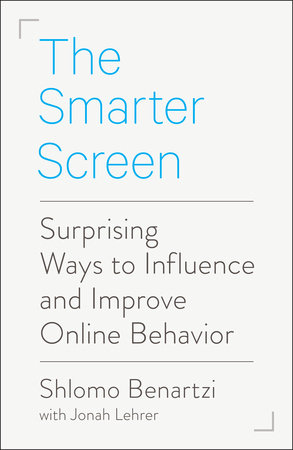 The
Smarter
Screen
Surprising
Ways to Influence
and Improve
Online Behavior
Shlomo Benartzi
with Jonah Lehrer